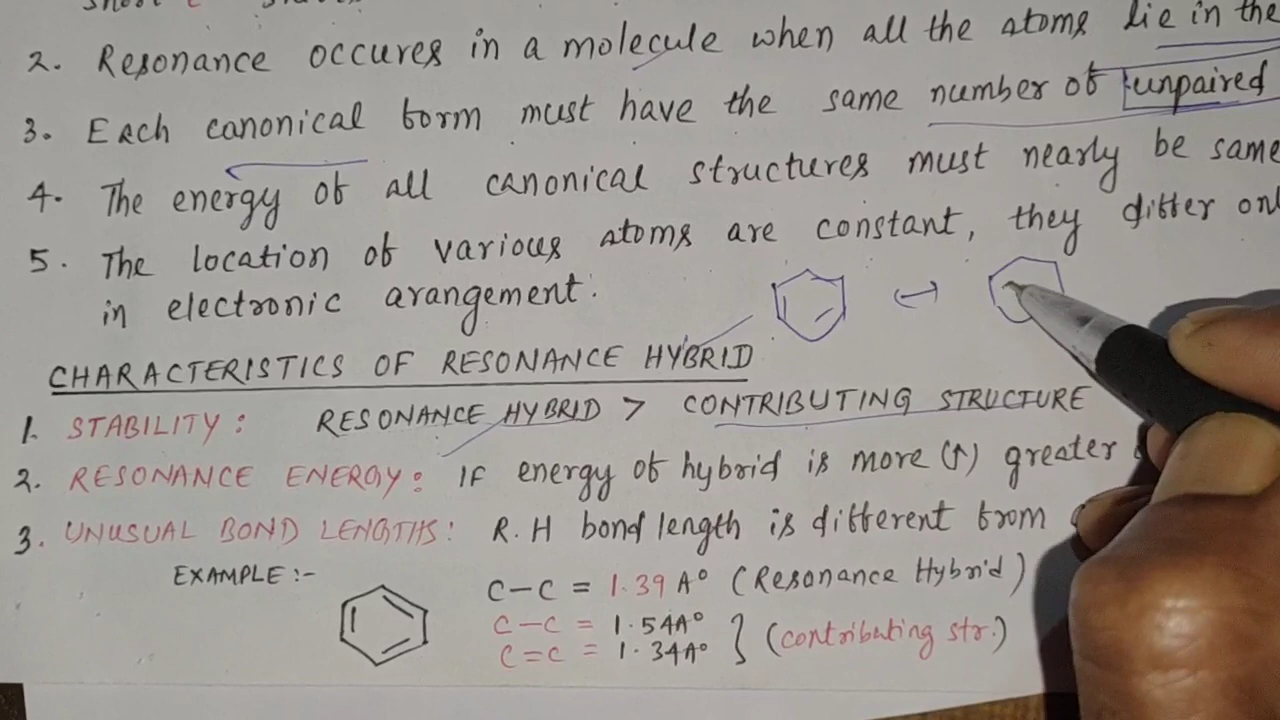 2. Resonance occures in a molecule when all the atoms lie in the
3. Each canonical form must have the same number of unpaired
4. The energy of all canonical structures must nearly be same
5. The location of various atoms are constant, they differ
in electronic arangement.
CHARACTERISTICS OF RESONANCE HYBRID
1. STABILITY: RESONANCE HYBRID > CONTRIBUTING STRUCTURE
2. RESONANCE ENERGY: IF energy of hybrid is more (↑) greater
3. UNUSUAL BOND LENGTHS: R.H bond length is different from
EXAMPLE:- C-C = 1.39 A° (Resonance Hybrid)
C-C = 1.54A°
C=C = 1.34A° } (contributing str.)